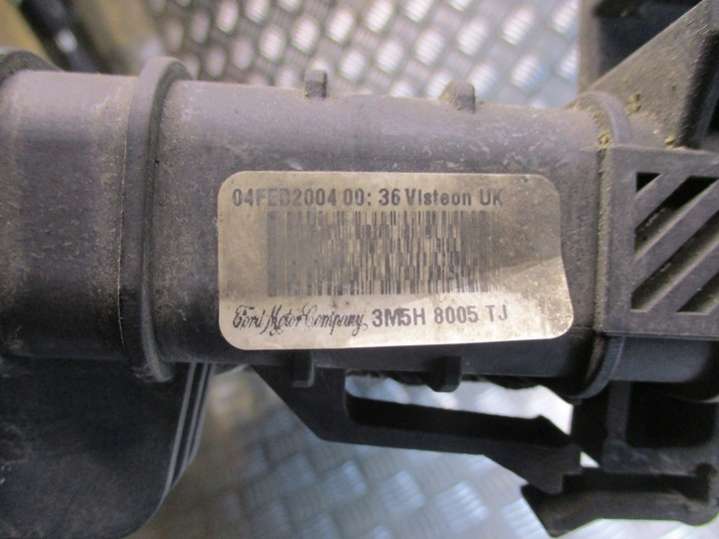 04FEB2004 00: 36 Visteon UK
Ford Motor Company 3M5H 8005 TJ